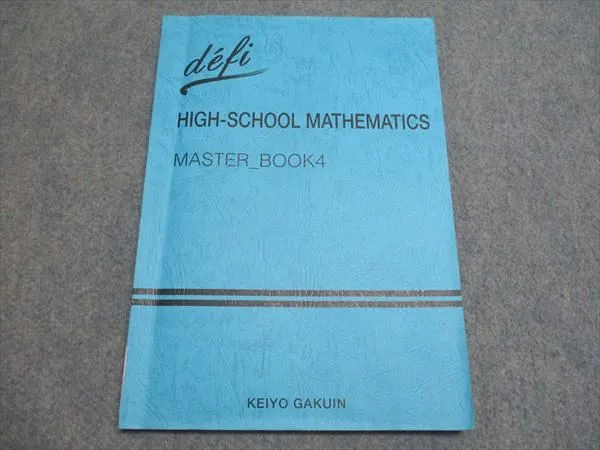 défi
HIGH-SCHOOL MATHEMATICS
MASTER_BOOK4
KEIYO GAKUIN